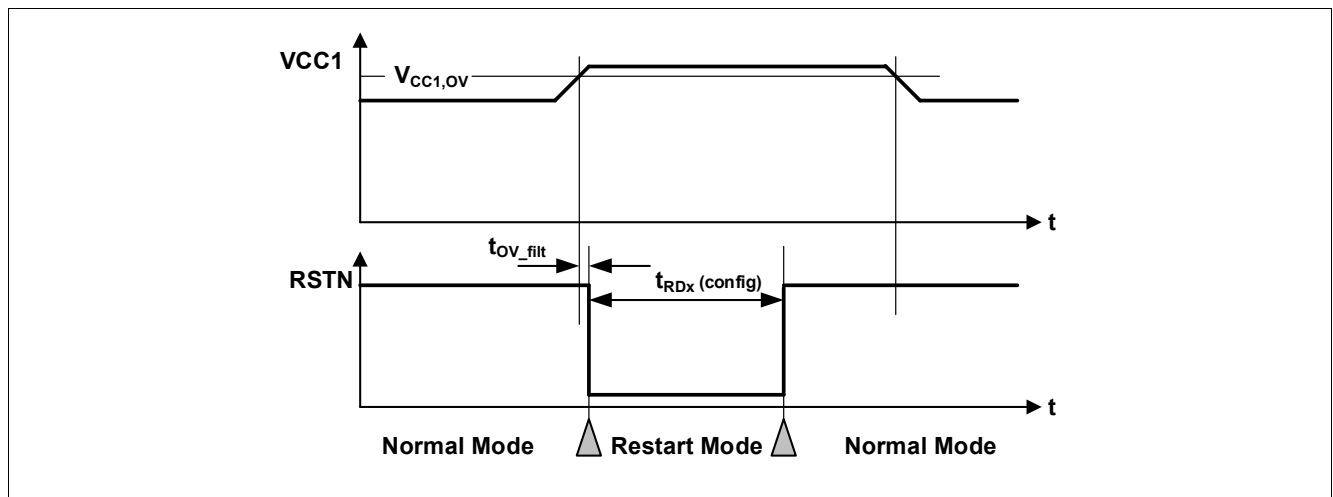 VCC1
VCC1,OV
t
tOV_filt
tRDx (config)
RSTN
t
Normal Mode Restart Mode Normal Mode